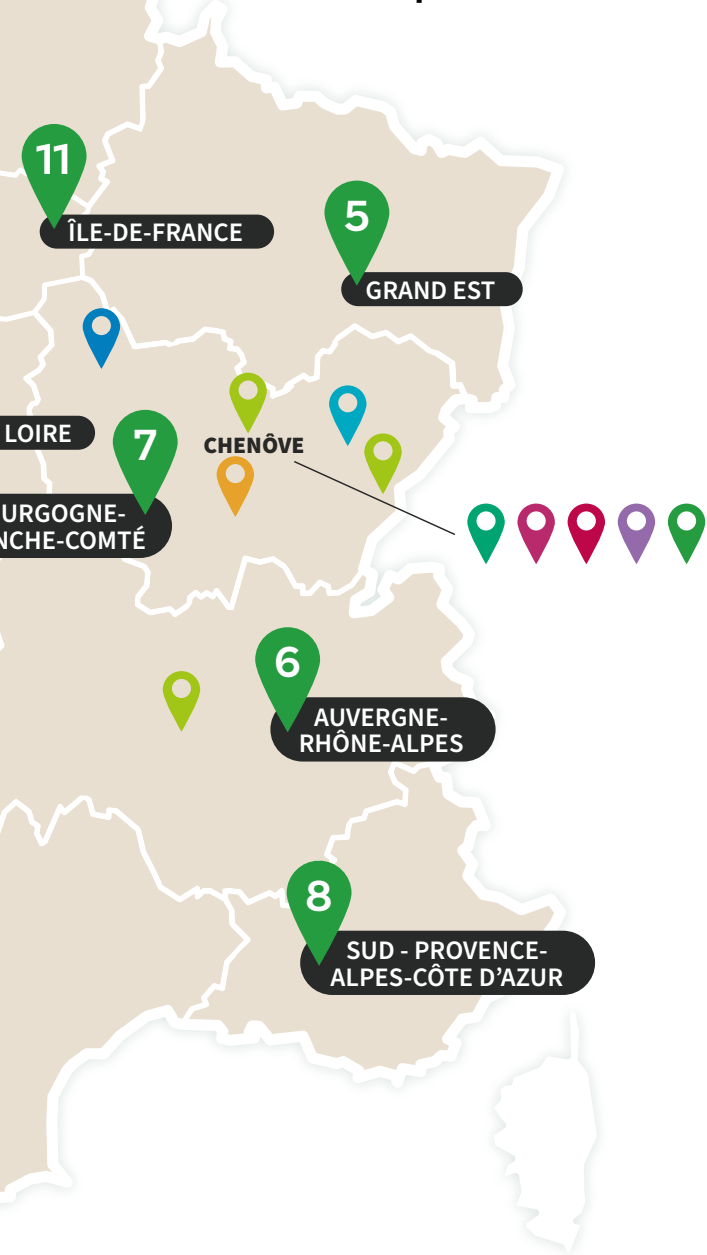 11
ÎLE-DE-FRANCE
5
GRAND EST
CHENÔVE
LOIRE
7
URGOGNE-
NCHE-COMTÉ
6
AUVERGNE-
RHÔNE-ALPES
8
SUD - PROVENCE-
ALPES-CÔTE D'AZUR